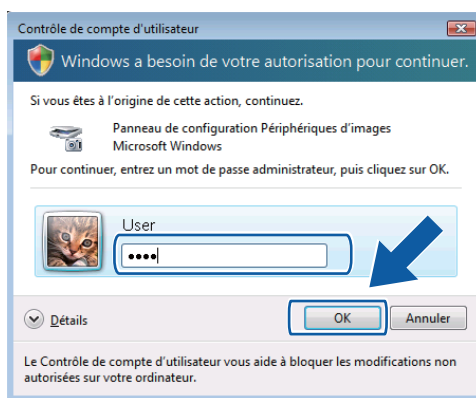 Contrôle de compte d'utilisateur
Windows a besoin de votre autorisation pour continuer.
Si vous êtes à l'origine de cette action, continuez.
Panneau de configuration Périphériques d'images
Microsoft Windows
Pour continuer, entrez un mot de passe administrateur, puis cliquez sur OK.
User
••••
Détails
OK
Annuler
Le Contrôle de compte d'utilisateur vous aide à bloquer les modifications non
autorisées sur votre ordinateur.